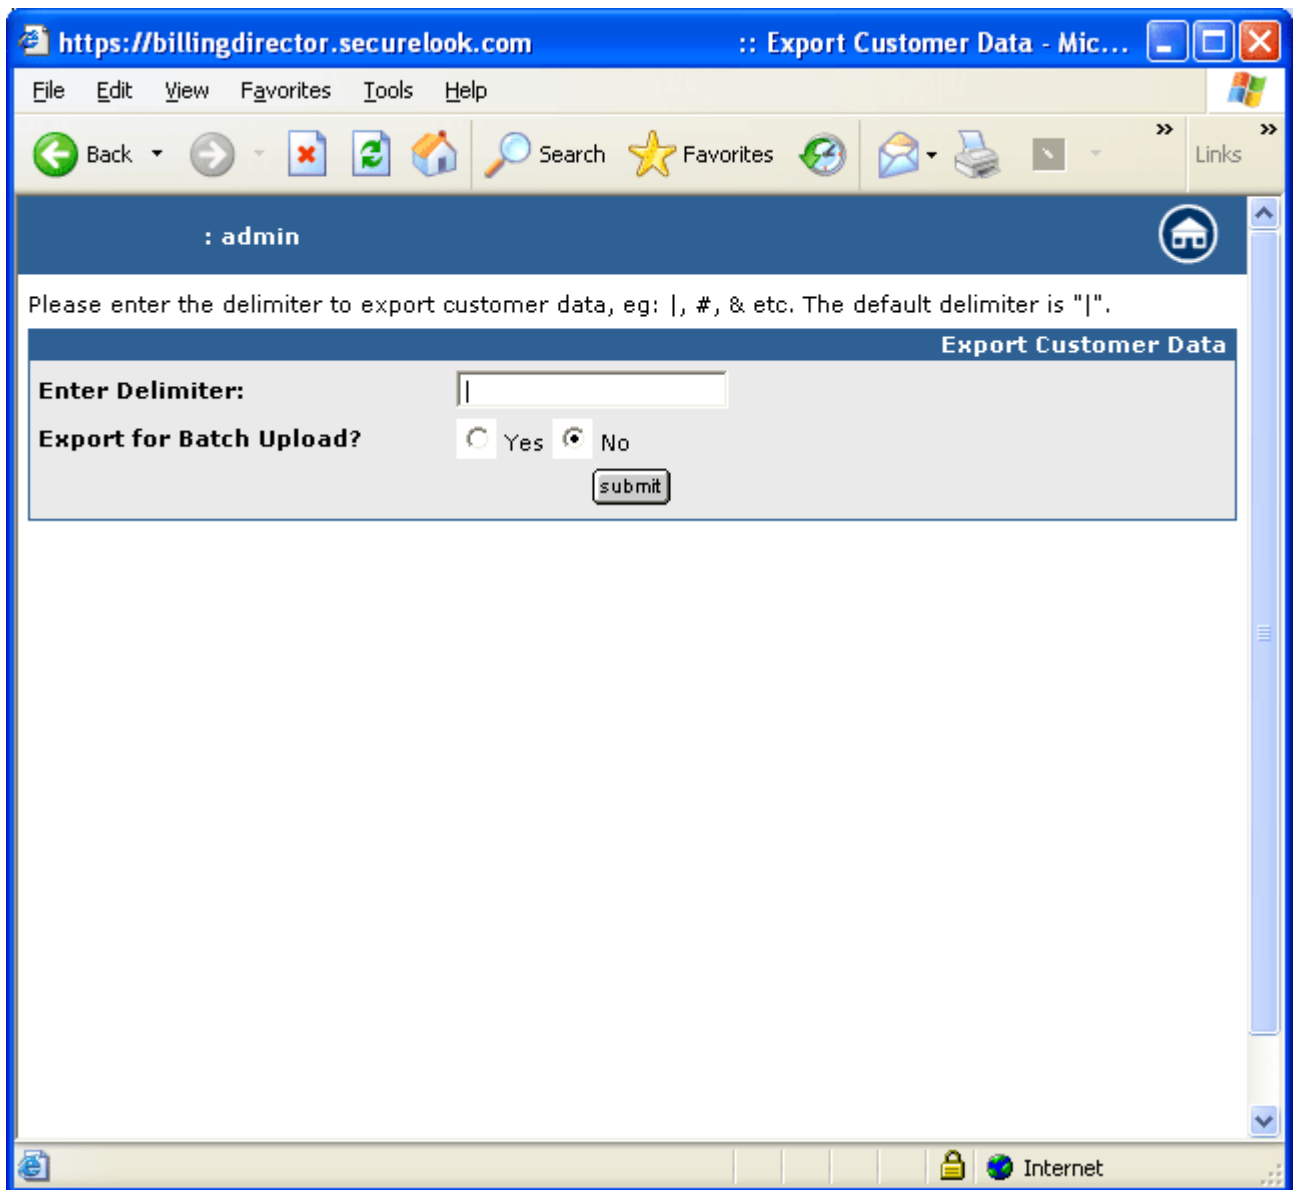 https://billingdirector.securelook.com :: Export Customer Data - Mic...
File Edit View Favorites Tools Help
Back Search Favorites Links
: admin
Please enter the delimiter to export customer data, eg: |, #, & etc. The default delimiter is "|".
Export Customer Data
Enter Delimiter:
Export for Batch Upload? Yes No
submit
Internet